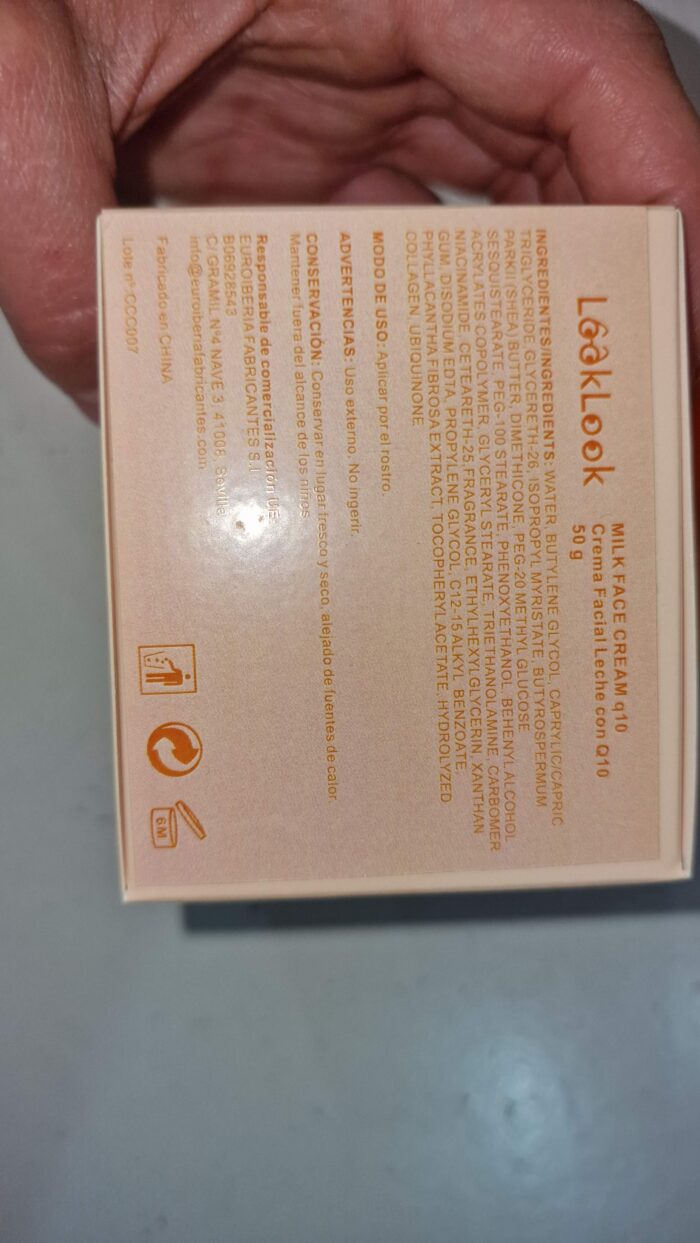 LookLook
MILK FACE CREAM q10
Crema Facial Leche con Q10
50 g
INGREDIENTES/INGREDIENTS: WATER, BUTYLENE GLYCOL, CAPRYLIC/CAPRIC
TRIGLYCERIDE, GLYCERETH-26, ISOPROPYL MYRISTATE, BUTYROSPERMUM
PARKII (SHEA) BUTTER, DIMETHICONE, PEG-20 METHYL GLUCOSE
SESQUISTEARATE, PEG-100 STEARATE, PHENOXYETHANOL, BEHENYL ALCOHOL
ACRYLATES COPOLYMER, GLYCERYL STEARATE, TRIETHANOLAMINE, CARBOMER
NIACINAMIDE, CETEARETH-25, FRAGRANCE, ETHYLHEXYLGLYCERIN, XANTHAN
GUM, DISODIUM EDTA, PROPYLENE GLYCOL, C12-15 ALKYL BENZOATE,
PHYLLACANTHA FIBROSA EXTRACT, TOCOPHERYL ACETATE, HYDROLYZED
COLLAGEN, UBIQUINONE
MODO DE USO: Aplicar por el rostro.
ADVERTENCIAS: Uso externo. No ingerir.
CONSERVACIÓN: Conservar en lugar fresco y seco, alejado de fuentes de calor.
Mantener fuera del alcance de los niños
Responsable de comercialización UE:
EUROIBERIA FABRICANTES S.L
B06928543
C/GRAMIL Nº4 NAVE 3, 41008, Sevilla
info@euroiberiafabricantes.com
Fabricado en CHINA
Lote nº:CCC007
6M